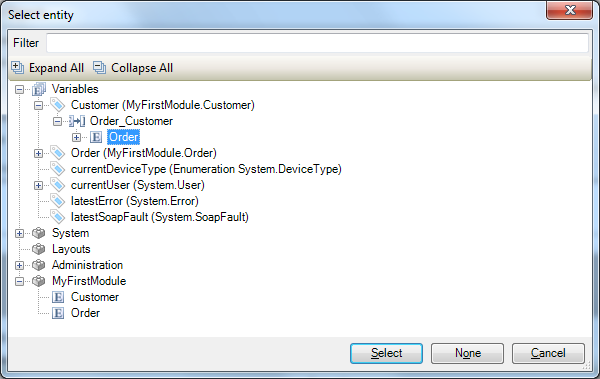 Select entity
Filter
Expand All Collapse All
Variables
Customer (MyFirstModule.Customer)
Order_Customer
E Order
Order (MyFirstModule.Order)
currentDeviceType (Enumeration System.DeviceType)
currentUser (System.User)
latestError (System.Error)
latestSoapFault (System.SoapFault)
System
Layouts
Administration
MyFirstModule
E Customer
E Order
Select None Cancel